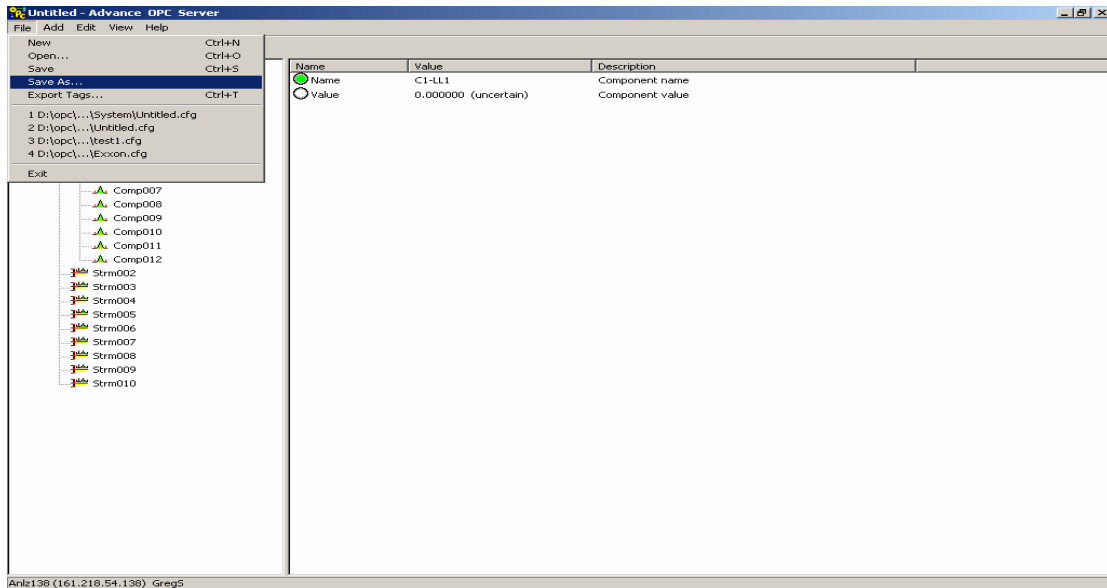 Untitled - Advance OPC Server
File Add Edit View Help
New Ctrl+N
Open... Ctrl+O
Save Ctrl+S
Save As...
Export Tags... Ctrl+T
1 D:\opc\...\System\Untitled.cfg
2 D:\opc\...\Untitled.cfg
3 D:\opc\...\test1.cfg
4 D:\opc\...\Exxon.cfg
Exit
Name Value Description
Name C1-LL1 Component name
Value 0.000000 (uncertain) Component value
Comp007
Comp008
Comp009
Comp010
Comp011
Comp012
Strm002
Strm003
Strm004
Strm005
Strm006
Strm007
Strm008
Strm009
Strm010
Anlz138 (161.218.54.138) GregS